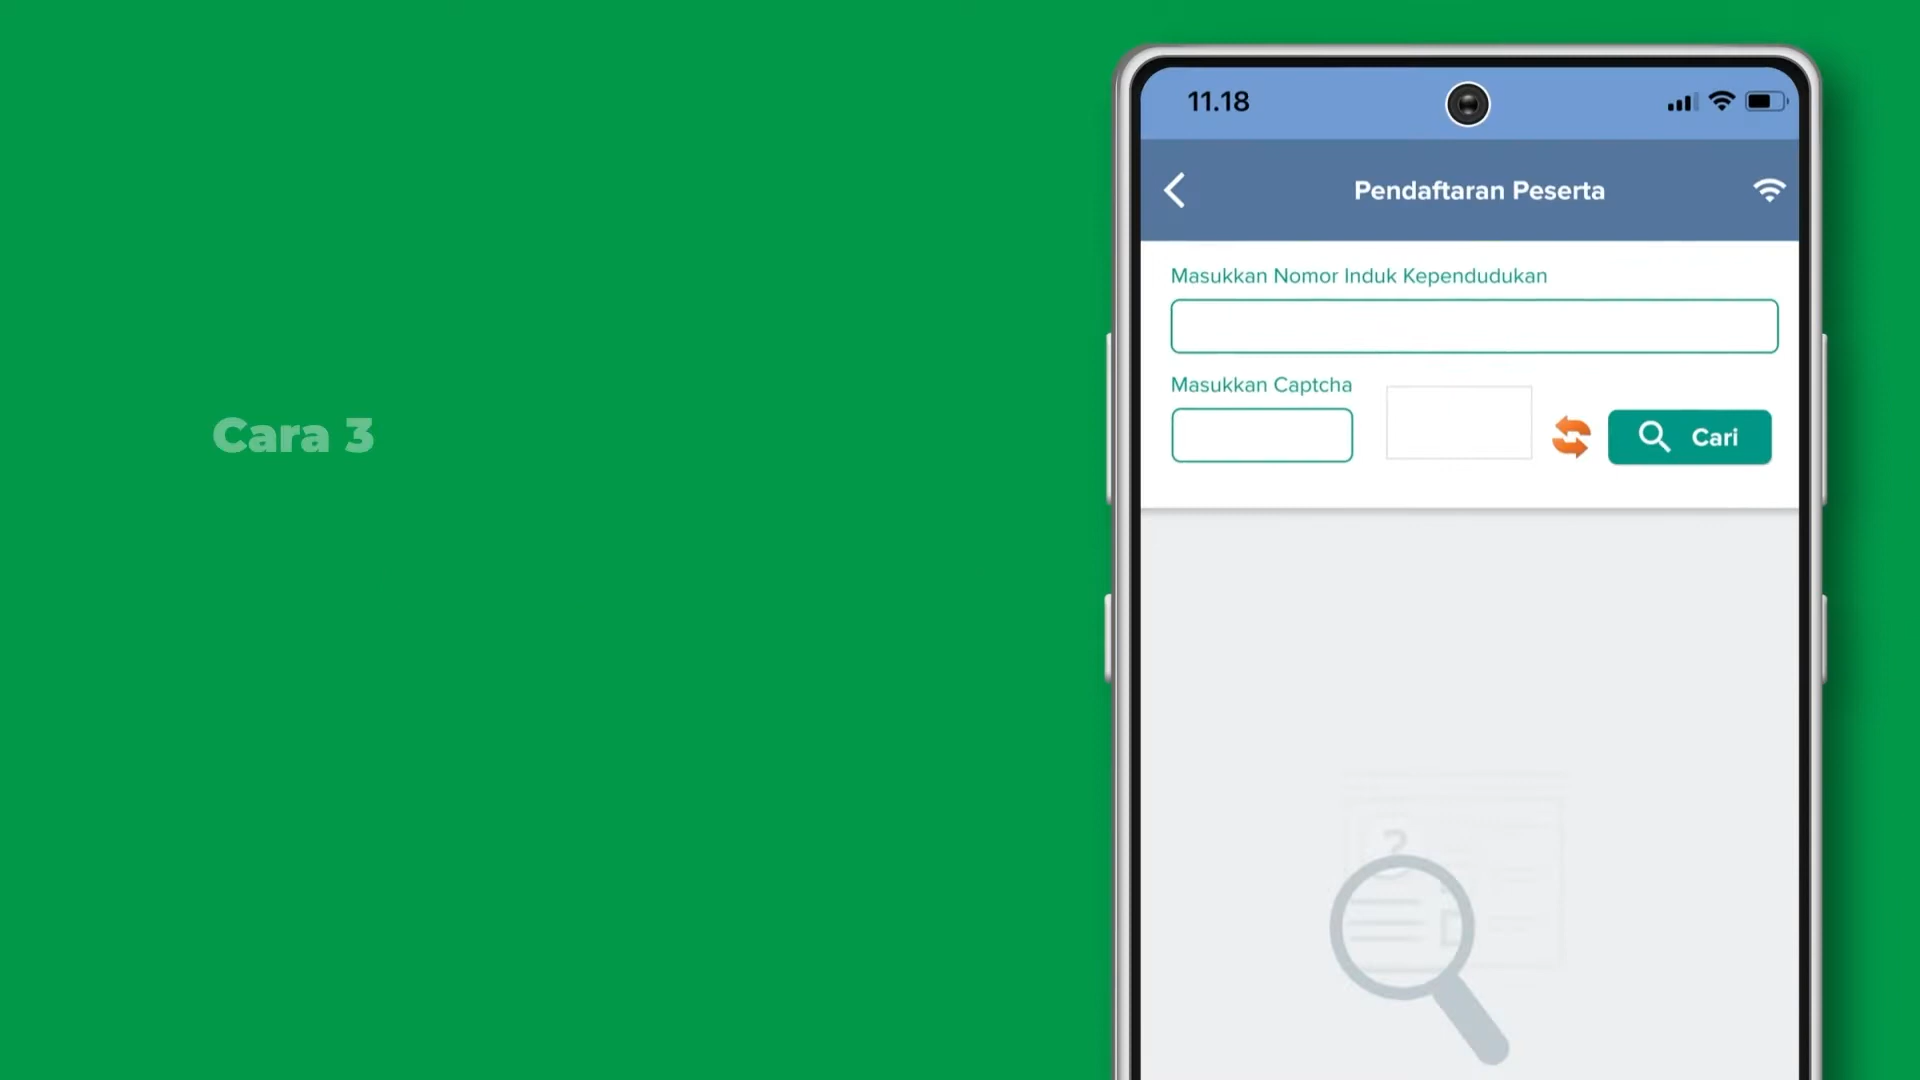 Cara 3
11.18
Pendaftaran Peserta
Masukkan Nomor Induk Kependudukan
Masukkan Captcha
Cari
?